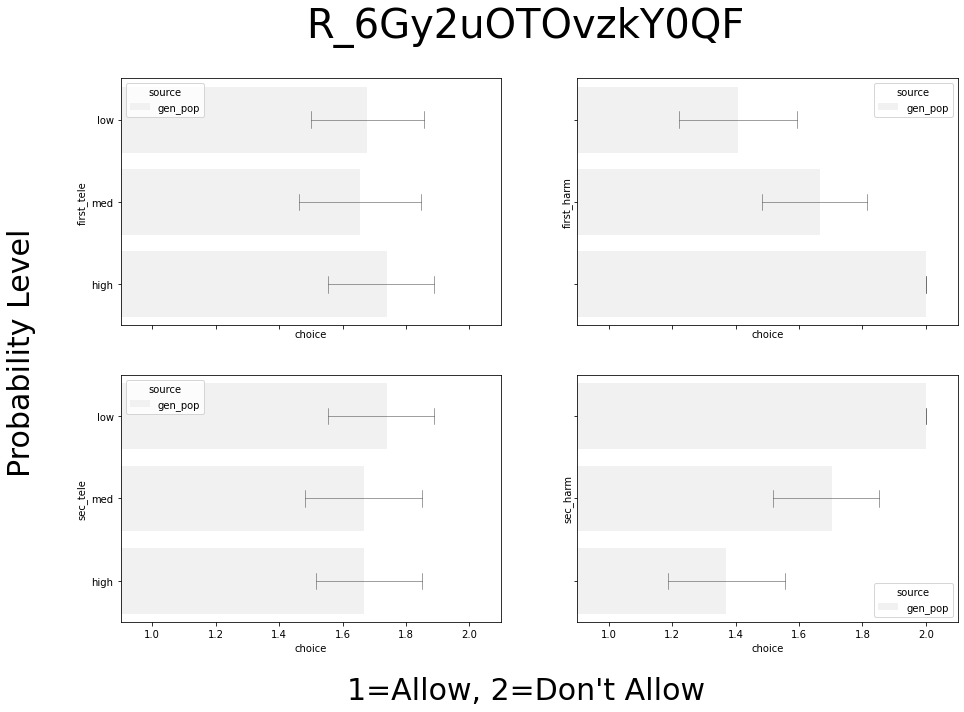 R_6Gy2uOTOvzkY0QF
source
gen_pop
low
med
high
first_tele
choice
source
gen_pop
first_harm
choice
source
gen_pop
low
med
high
sec_tele
1.0 1.2 1.4 1.6 1.8 2.0
choice
source
gen_pop
sec_harm
1.0 1.2 1.4 1.6 1.8 2.0
choice
Probability Level
1=Allow, 2=Don't Allow